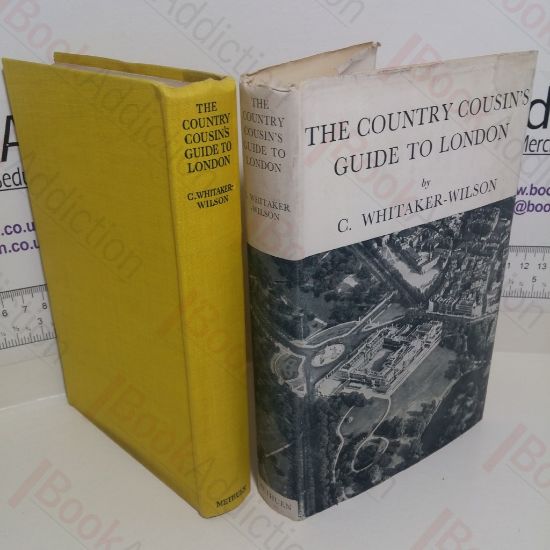 THE
COUNTRY
COUSIN'S
GUIDE TO
LONDON
C. WHITAKER-
WILSON
METHUEN
THE
COUNTRY
COUSIN'S
GUIDE TO
LONDON
WHITAKER
-WILSON
THE COUNTRY COUSIN'S
GUIDE TO LONDON
by
C. WHITAKER-WILSON
BookAddiction